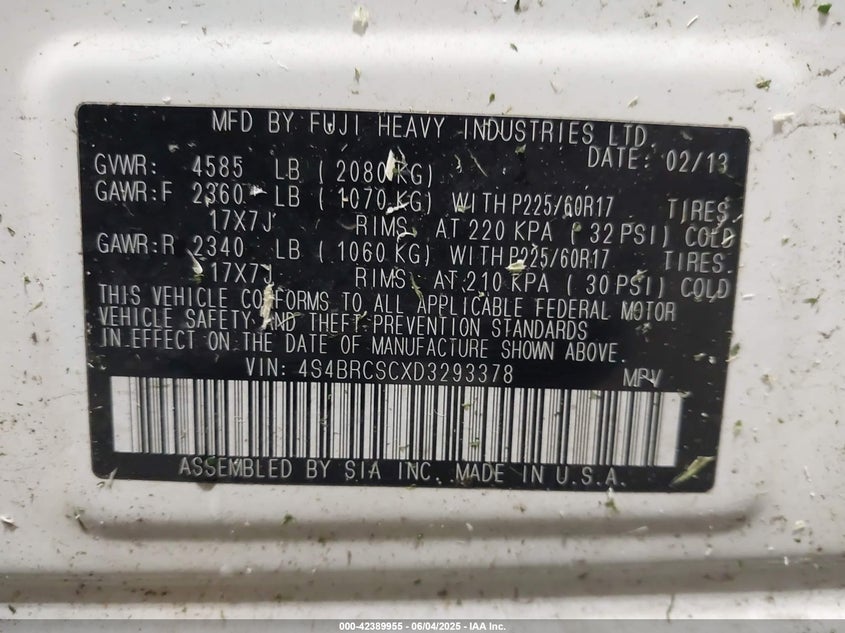 MFD BY FUJI HEAVY INDUSTRIES LTD.
DATE: 02/13
GVWR: 4585 LB ( 2080 KG)
GAWR:F 2360 LB ( 1070 KG) WITH P225/60R17 TIRES
17X7J RIMS AT 220 KPA ( 32 PSI) COLD
GAWR:R 2340 LB ( 1060 KG) WITH P225/60R17 TIRES
17X7J RIMS AT 210 KPA ( 30 PSI) COLD
THIS VEHICLE CONFORMS TO ALL APPLICABLE FEDERAL MOTOR
VEHICLE SAFETY AND THEFT PREVENTION STANDARDS
IN EFFECT ON THE DATE OF MANUFACTURE SHOWN ABOVE.
VIN: 4S4BRCSCXD3293378 MPV
ASSEMBLED BY SIA INC. MADE IN U.S.A.
000-42389955 - 06/04/2025 - IAA Inc.